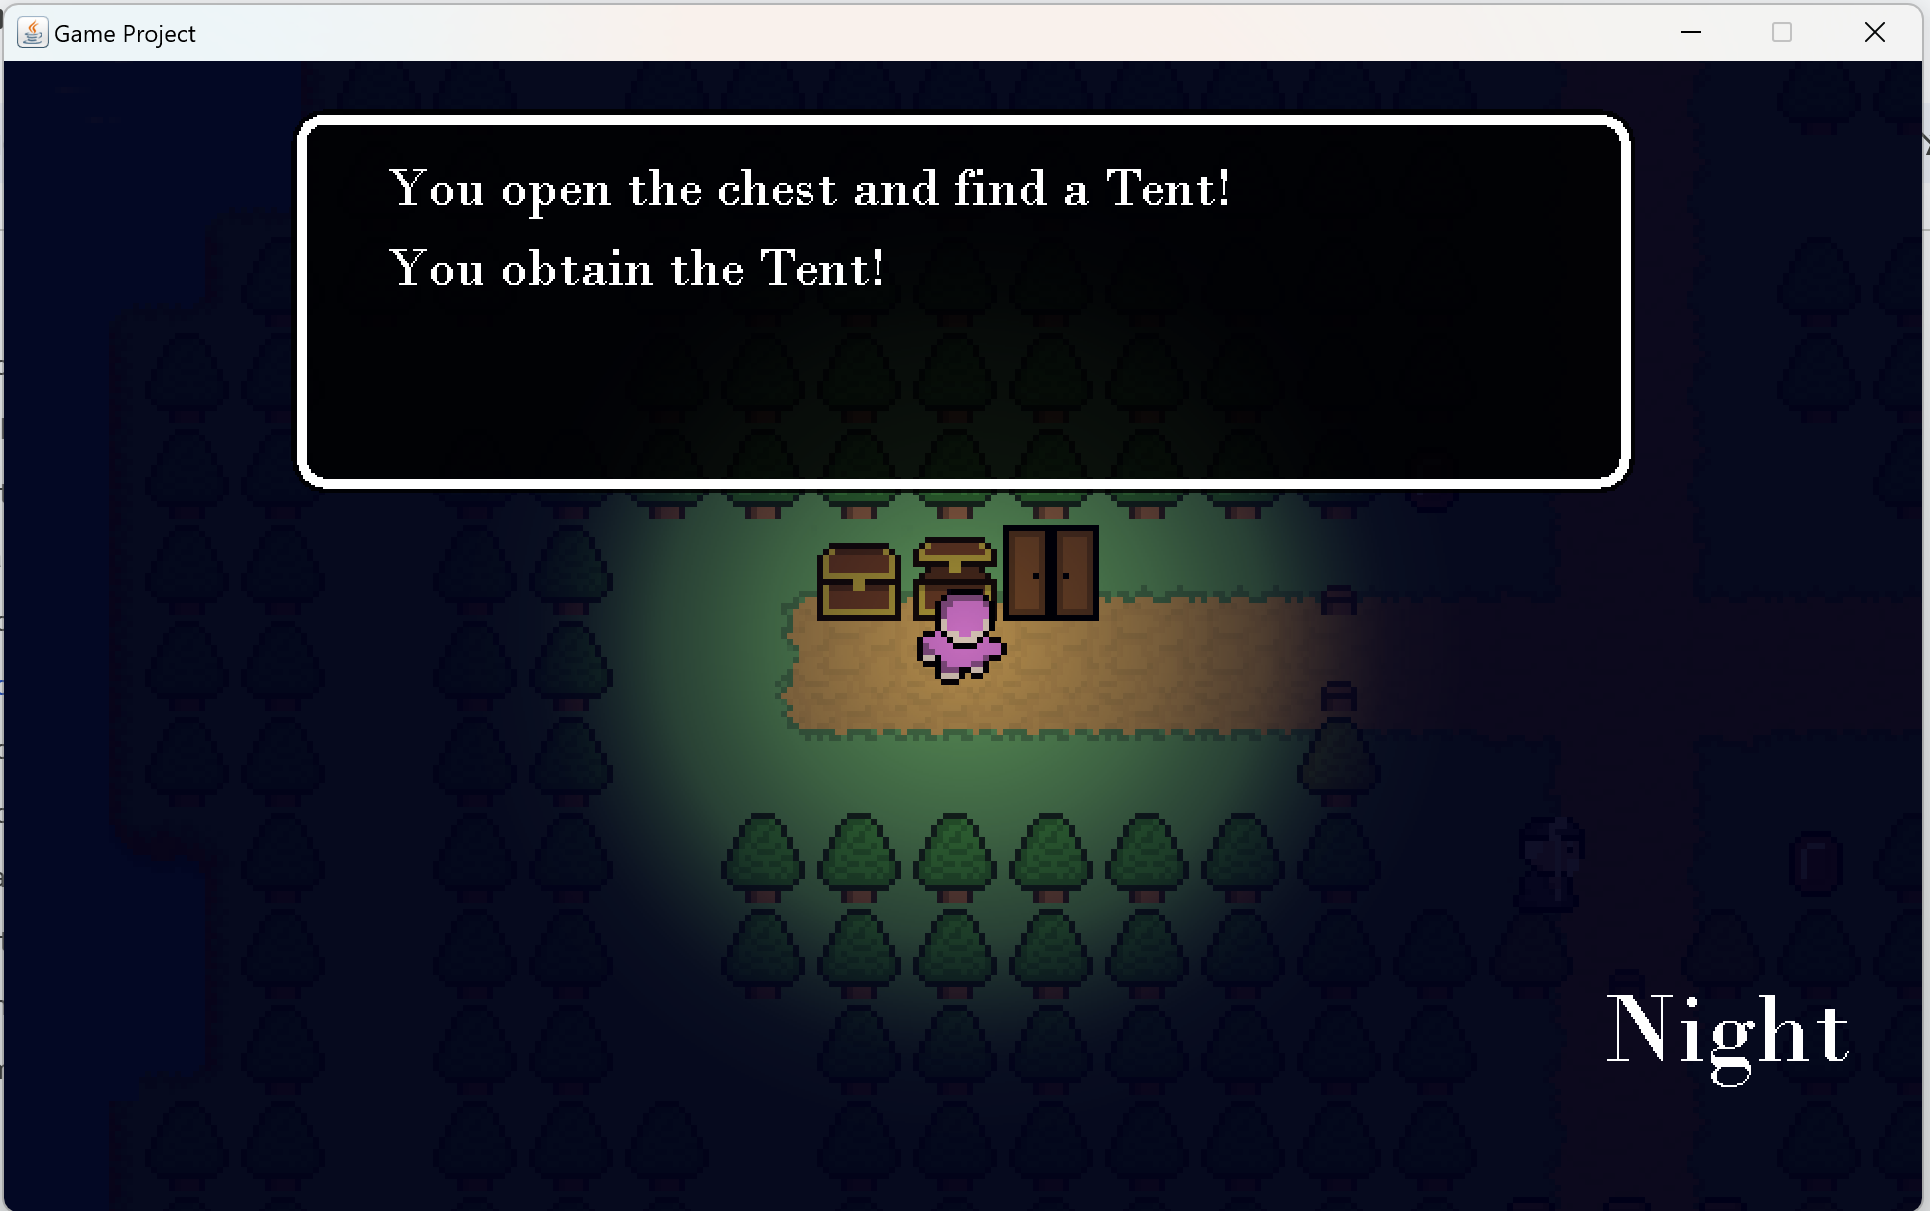 Game Project
You open the chest and find a Tent!
You obtain the Tent!
Night